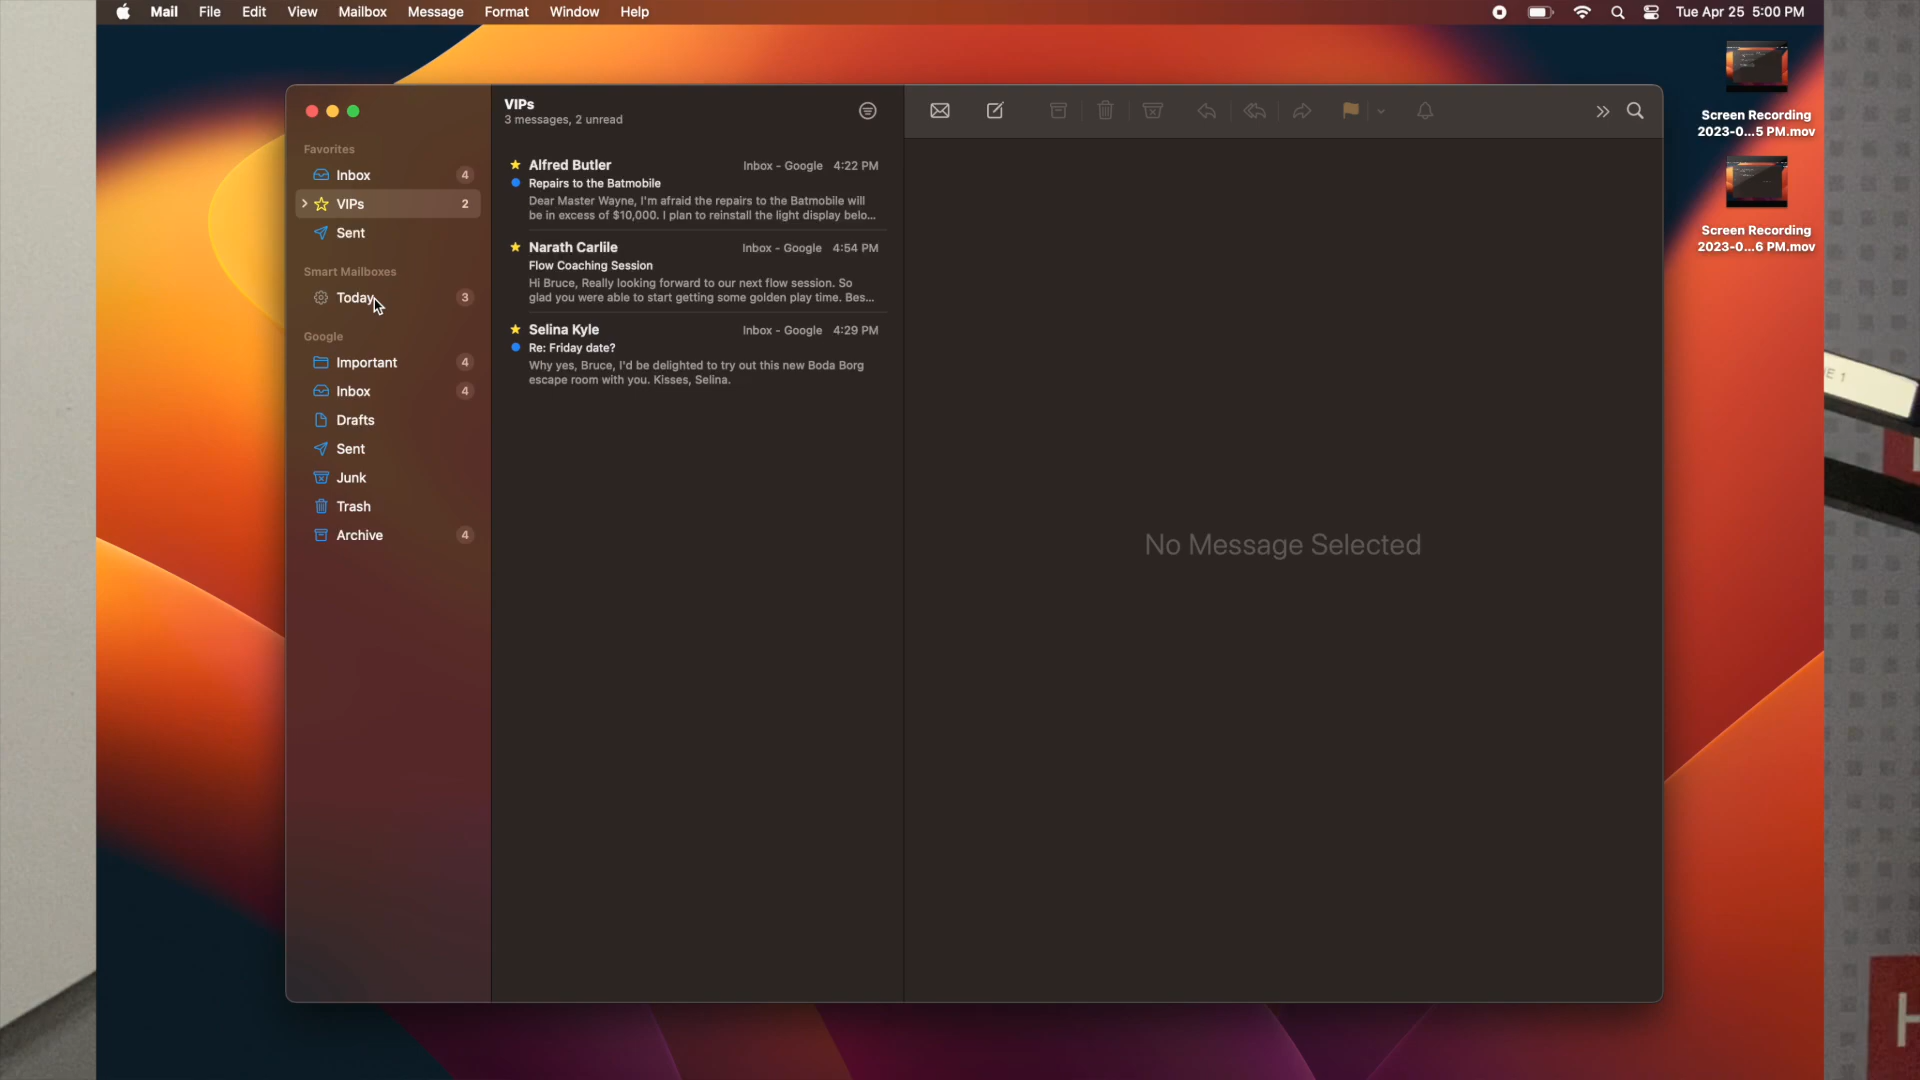 Mail File Edit View Mailbox Message Format Window Help Tue Apr 25 5:00 PM
Screen Recording
2023-0...5 PM.mov
Screen Recording
2023-0...6 PM.mov
Favorites
Inbox 4
VIPs 2
Sent
Smart Mailboxes
Today 3
Google
Important 4
Inbox 4
Drafts
Sent
Junk
Trash
Archive 4
VIPs
3 messages, 2 unread
Alfred Butler Inbox - Google 4:22 PM
Repairs to the Batmobile
Dear Master Wayne, I'm afraid the repairs to the Batmobile will
be in excess of $10,000. I plan to reinstall the light display belo...
Narath Carlile Inbox - Google 4:54 PM
Flow Coaching Session
Hi Bruce, Really looking forward to our next flow session. So
glad you were able to start getting some golden play time. Bes...
Selina Kyle Inbox - Google 4:29 PM
Re: Friday date?
Why yes, Bruce, I'd be delighted to try out this new Boda Borg
escape room with you. Kisses, Selina.
No Message Selected